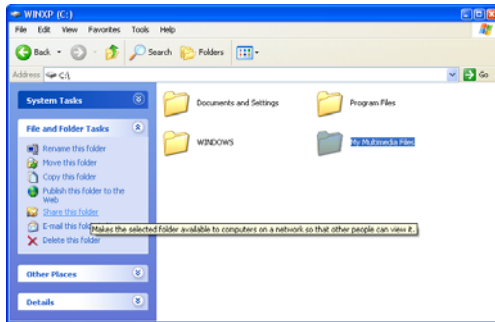 WINXP (C:)
File Edit View Favorites Tools Help
Back Search Folders
Address C:\ Go
System Tasks
File and Folder Tasks
Rename this folder
Move this folder
Copy this folder
Publish this folder to the
Web
Share this folder
E-mail this
Delete this folder
Other Places
Details
Documents and Settings
Program Files
WINDOWS
My Multimedia Files
Makes the selected folder available to computers on a network so that other people can view it.